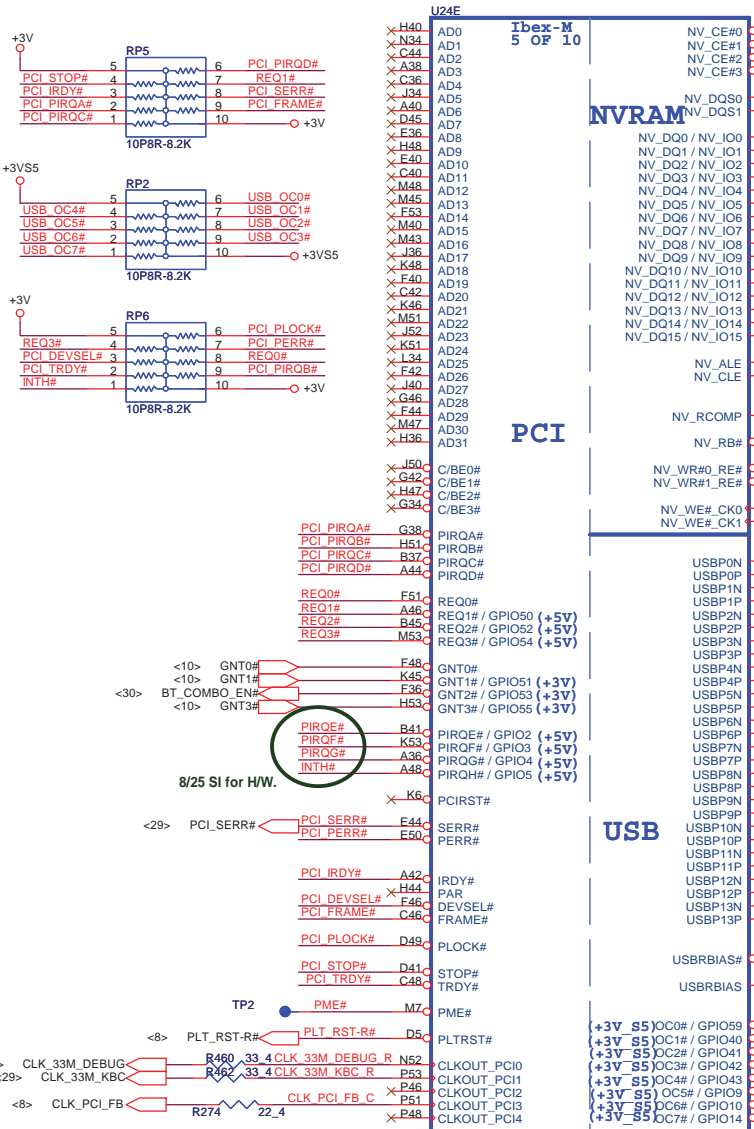 U24E
Ibex-M
5 OF 10
+3V
RP5
5 6 PCI_PIRQD#
PCI_STOP# 4 7 REQ1#
PCI_IRDY# 3 8 PCI_SERR#
PCI_PIRQA# 2 9 PCI_FRAME#
PCI_PIRQC# 1 10 +3V
10P8R-8.2K
+3VS5
RP2
5 6 USB_OC0#
USB_OC4# 4 7 USB_OC1#
USB_OC5# 3 8 USB_OC2#
USB_OC6# 2 9 USB_OC3#
USB_OC7# 1 10 +3VS5
10P8R-8.2K
+3V
RP6
5 6 PCI_PLOCK#
REQ3# 4 7 PCI_PERR#
PCI_DEVSEL# 3 8 REQ0#
PCI_TRDY# 2 9 PCI_PIRQB#
INTH# 1 10 +3V
10P8R-8.2K
H40 AD0
N34 AD1
C44 AD2
A38 AD3
C36 AD4
J34 AD5
A40 AD6
D45 AD7
E36 AD8
H48 AD9
E40 AD10
C40 AD11
M48 AD12
M45 AD13
F53 AD14
M40 AD15
M43 AD16
J36 AD17
K48 AD18
F40 AD19
C42 AD20
K46 AD21
M51 AD22
J52 AD23
K51 AD24
L34 AD25
F42 AD26
J40 AD27
G46 AD28
F44 AD29
M47 AD30
H36 AD31
PCI
J50 C/BE0#
G42 C/BE1#
H47 C/BE2#
G34 C/BE3#
PCI_PIRQA# G38 PIRQA#
PCI_PIRQB# H51 PIRQB#
PCI_PIRQC# B37 PIRQC#
PCI_PIRQD# A44 PIRQD#
REQ0# F51 REQ0#
REQ1# A46 REQ1# / GPIO50 (+5V)
REQ2# B45 REQ2# / GPIO52 (+5V)
REQ3# M53 REQ3# / GPIO54 (+5V)
<10> GNT0# F48 GNT0#
<10> GNT1# K45 GNT1# / GPIO51 (+3V)
<30> BT_COMBO_EN# F36 GNT2# / GPIO53 (+3V)
<10> GNT3# H53 GNT3# / GPIO55 (+3V)
PIRQE# B41 PIRQE# / GPIO2 (+5V)
PIRQF# K53 PIRQF# / GPIO3 (+5V)
PIRQG# A36 PIRQG# / GPIO4 (+5V)
INTH# A48 PIRQH# / GPIO5 (+5V)
8/25 SI for H/W.
K6 PCIRST#
<29> PCI_SERR# PCI_SERR# E44 SERR#
PCI_PERR# E50 PERR#
PCI_IRDY# A42 IRDY#
H44 PAR
PCI_DEVSEL# F46 DEVSEL#
PCI_FRAME# C46 FRAME#
PCI_PLOCK# D49 PLOCK#
PCI_STOP# D41 STOP#
PCI_TRDY# C48 TRDY#
TP2 PME# M7 PME#
<8> PLT_RST-R# PLT_RST-R# D5 PLTRST#
> CLK_33M_DEBUG R460 33_4 CLK_33M_DEBUG_R N52 CLKOUT_PCI0
29> CLK_33M_KBC R462 33_4 CLK_33M_KBC_R P53 CLKOUT_PCI1
P46 CLKOUT_PCI2
<8> CLK_PCI_FB R274 22_4 CLK_PCI_FB_C P51 CLKOUT_PCI3
P48 CLKOUT_PCI4
NVRAM
NV_CE#0
NV_CE#1
NV_CE#2
NV_CE#3
NV_DQS0
NV_DQS1
NV_DQ0 / NV_IO0
NV_DQ1 / NV_IO1
NV_DQ2 / NV_IO2
NV_DQ3 / NV_IO3
NV_DQ4 / NV_IO4
NV_DQ5 / NV_IO5
NV_DQ6 / NV_IO6
NV_DQ7 / NV_IO7
NV_DQ8 / NV_IO8
NV_DQ9 / NV_IO9
NV_DQ10 / NV_IO10
NV_DQ11 / NV_IO11
NV_DQ12 / NV_IO12
NV_DQ13 / NV_IO13
NV_DQ14 / NV_IO14
NV_DQ15 / NV_IO15
NV_ALE
NV_CLE
NV_RCOMP
NV_RB#
NV_WR#0_RE#
NV_WR#1_RE#
NV_WE#_CK0
NV_WE#_CK1
USB
USBP0N
USBP0P
USBP1N
USBP1P
USBP2N
USBP2P
USBP3N
USBP3P
USBP4N
USBP4P
USBP5N
USBP5P
USBP6N
USBP6P
USBP7N
USBP7P
USBP8N
USBP8P
USBP9N
USBP9P
USBP10N
USBP10P
USBP11N
USBP11P
USBP12N
USBP12P
USBP13N
USBP13P
USBRBIAS#
USBRBIAS
(+3V_S5) OC0# / GPIO59
(+3V_S5) OC1# / GPIO40
(+3V_S5) OC2# / GPIO41
(+3V_S5) OC3# / GPIO42
(+3V_S5) OC4# / GPIO43
(+3V_S5) OC5# / GPIO9
(+3V_S5) OC6# / GPIO10
(+3V_S5) OC7# / GPIO14